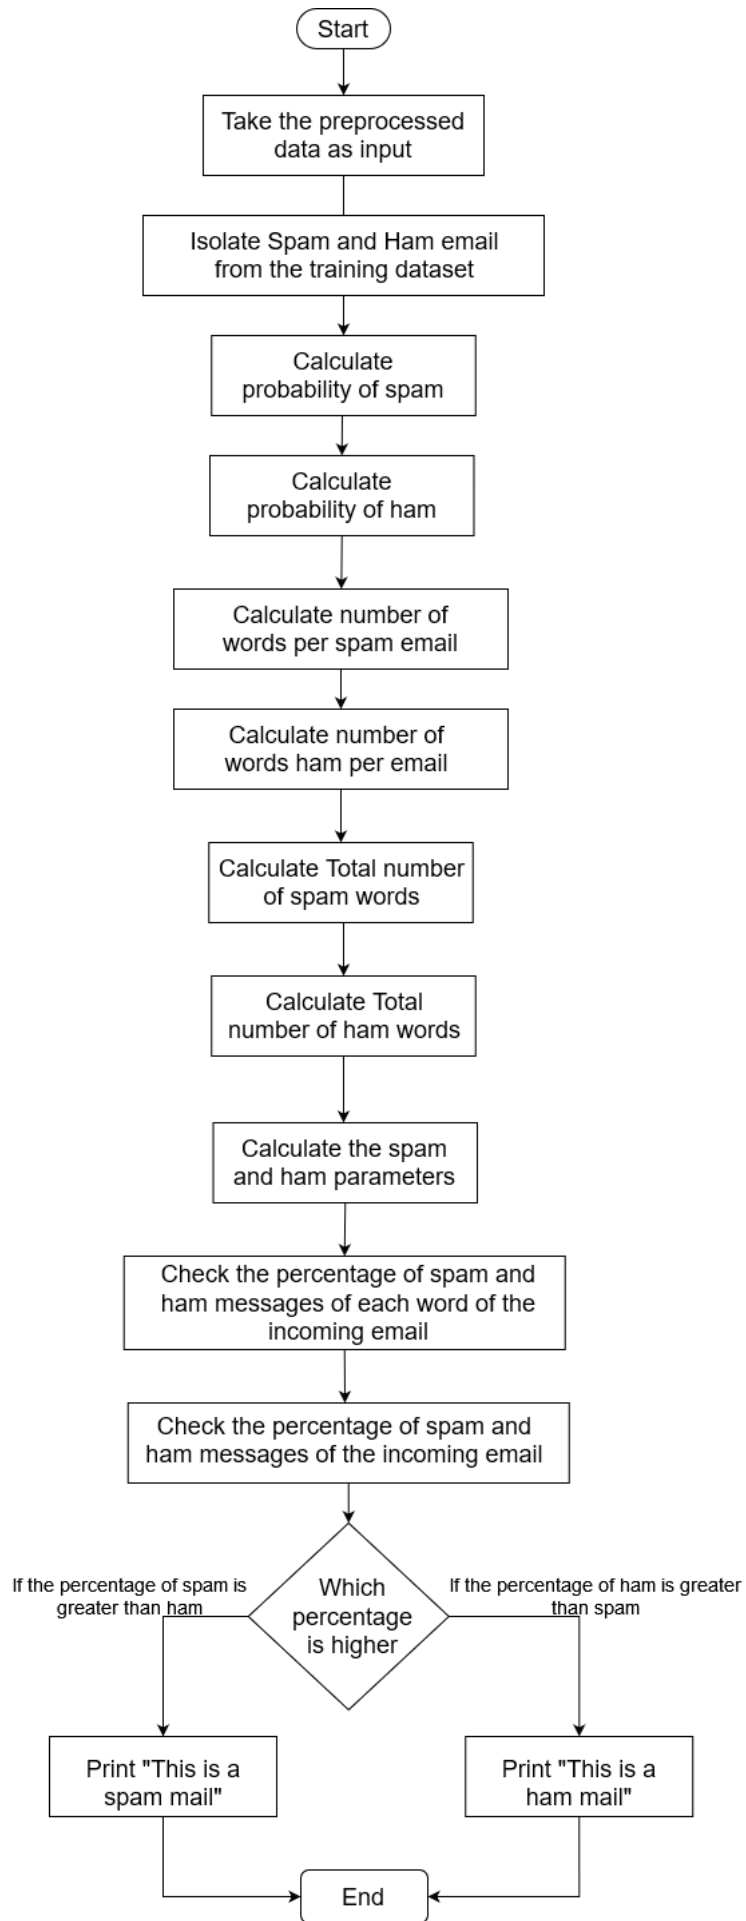 Start
Take the preprocessed
data as input
Isolate Spam and Ham email
from the training dataset
Calculate
probability of spam
Calculate
probability of ham
Calculate number of
words per spam email
Calculate number of
words ham per email
Calculate Total number
of spam words
Calculate Total
number of ham words
Calculate the spam
and ham parameters
Check the percentage of spam and
ham messages of each word of the
incoming email
Check the percentage of spam and
ham messages of the incoming email
Which
percentage
is higher
If the percentage of spam is
greater than ham
If the percentage of ham is greater
than spam
Print "This is a
spam mail"
Print "This is a
ham mail"
End